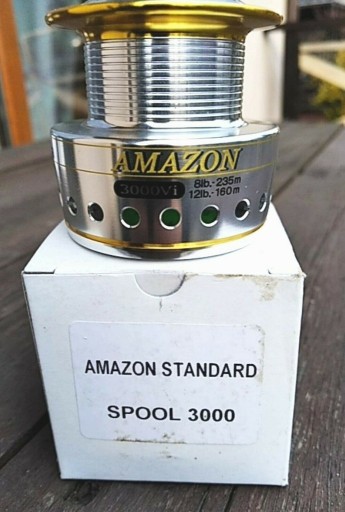 AMAZON
3000Vi
8lb.-235m
12lb.-160m
AMAZON STANDARD
SPOOL 3000